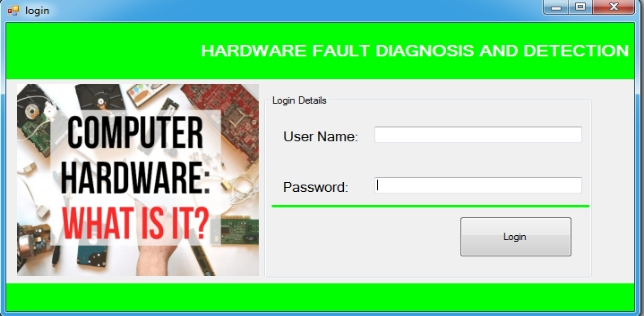 login
HARDWARE FAULT DIAGNOSIS AND DETECTION
COMPUTER
HARDWARE:
WHAT IS IT?
Login Details
User Name:
Password:
Login